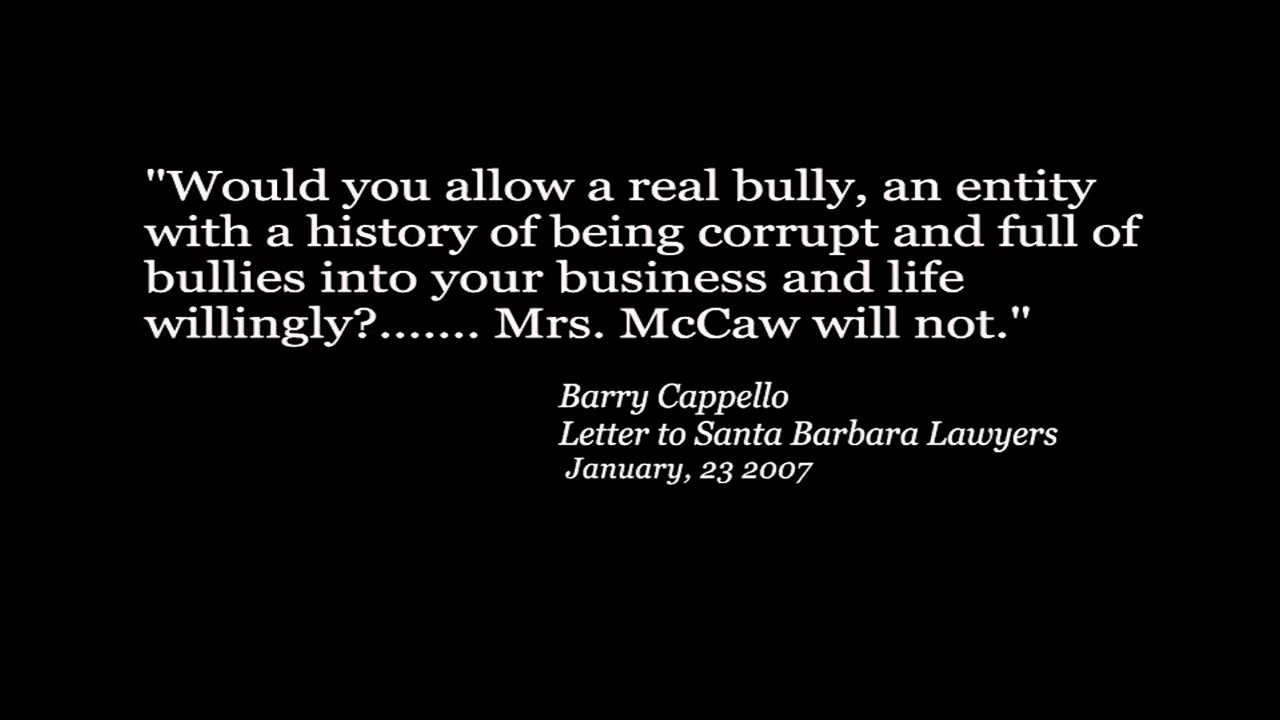 "Would you allow a real bully, an entity
with a history of being corrupt and full of
bullies into your business and life
willingly?....... Mrs. McCaw will not."
Barry Cappello
Letter to Santa Barbara Lawyers
January, 23 2007